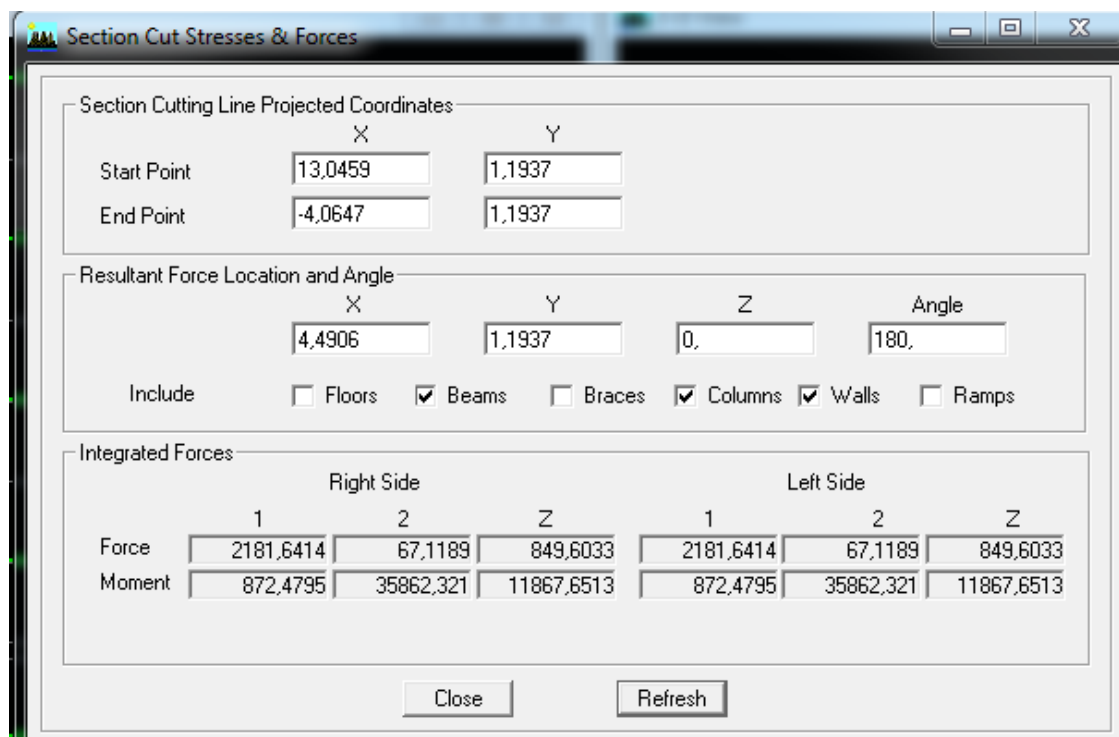 Section Cut Stresses & Forces
Section Cutting Line Projected Coordinates
X Y
Start Point 13,0459 1,1937
End Point -4,0647 1,1937
Resultant Force Location and Angle
X Y Z Angle
4,4906 1,1937 0, 180,
Include Floors Beams Braces Columns Walls Ramps
Integrated Forces
Right Side Left Side
1 2 Z 1 2 Z
Force 2181,6414 67,1189 849,6033 2181,6414 67,1189 849,6033
Moment 872,4795 35862,321 11867,6513 872,4795 35862,321 11867,6513
Close Refresh